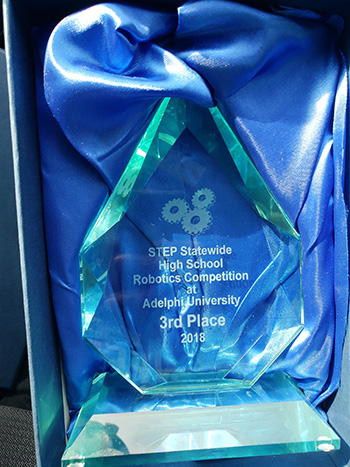 STEP Statewide
High School
Robotics Competition
at
Adelphi University
3rd Place
2018